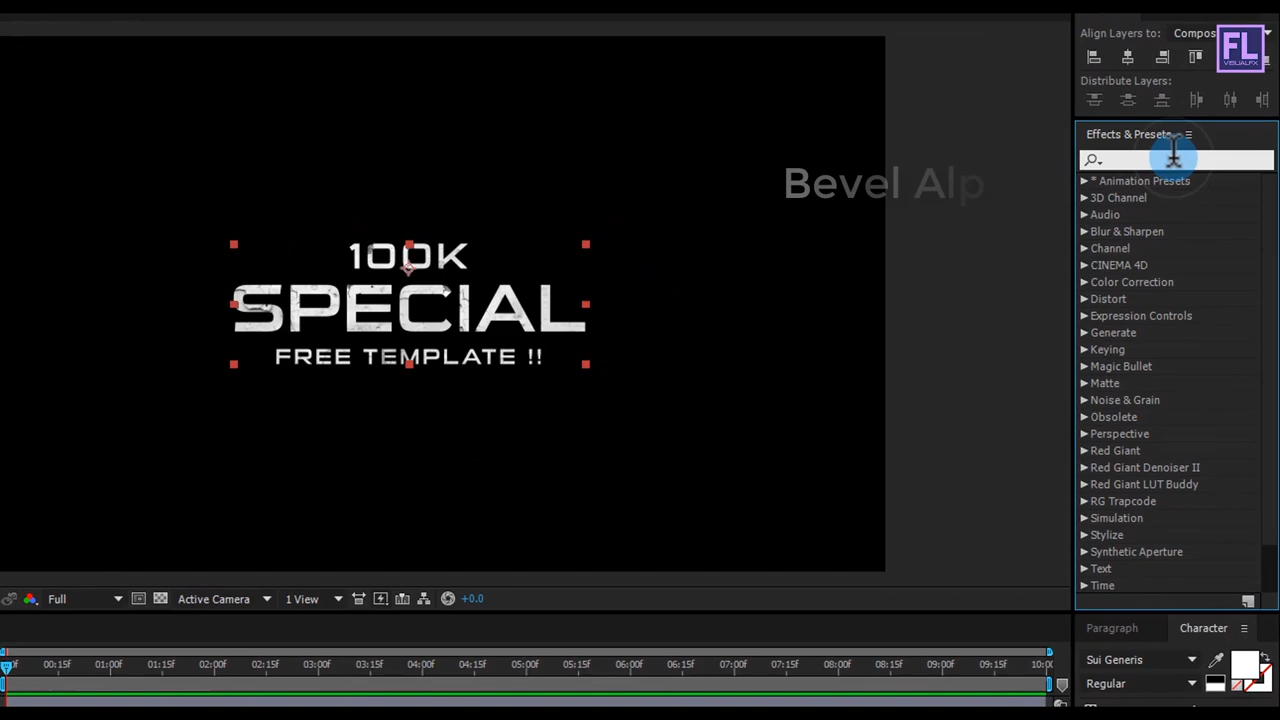 Align Layers to:
Compos
FL
VISUALFX
Distribute Layers:
Effects & Presets
Bevel Alp
* Animation Presets
3D Channel
Audio
Blur & Sharpen
Channel
CINEMA 4D
Color Correction
Distort
Expression Controls
Generate
Keying
Magic Bullet
Matte
Noise & Grain
Obsolete
Perspective
Red Giant
Red Giant Denoiser II
Red Giant LUT Buddy
RG Trapcode
Simulation
Stylize
Synthetic Aperture
Text
Time
100K
SPECIAL
FREE TEMPLATE !!
Full
Active Camera
1 View
+0.0
Paragraph
Character
0f 00:15f 01:00f 01:15f 02:00f 02:15f 03:00f 03:15f 04:00f 04:15f 05:00f 05:15f 06:00f 06:15f 07:00f 07:15f 08:00f 08:15f 09:00f 09:15f 10:00
Sui Generis
Regular